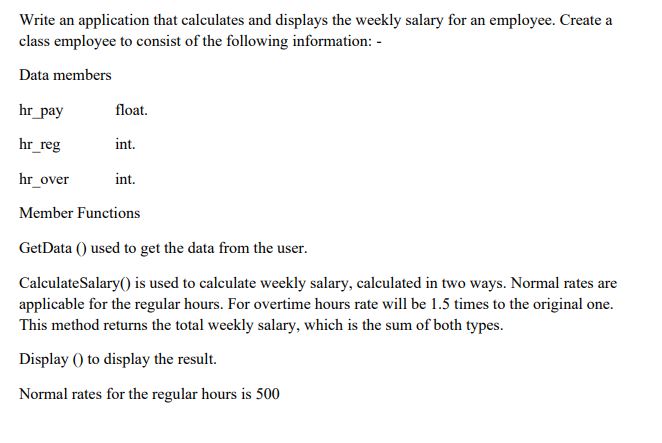 Write an application that calculates and displays the weekly salary for an employee. Create a
class employee to consist of the following information: -
Data members
hr_pay float.
hr_reg int.
hr_over int.
Member Functions
GetData () used to get the data from the user.
CalculateSalary() is used to calculate weekly salary, calculated in two ways. Normal rates are
applicable for the regular hours. For overtime hours rate will be 1.5 times to the original one.
This method returns the total weekly salary, which is the sum of both types.
Display () to display the result.
Normal rates for the regular hours is 500